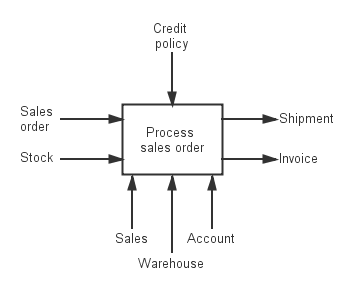 Credit
policy
Sales
order
Stock
Process
sales order
Shipment
Invoice
Sales
Account
Warehouse